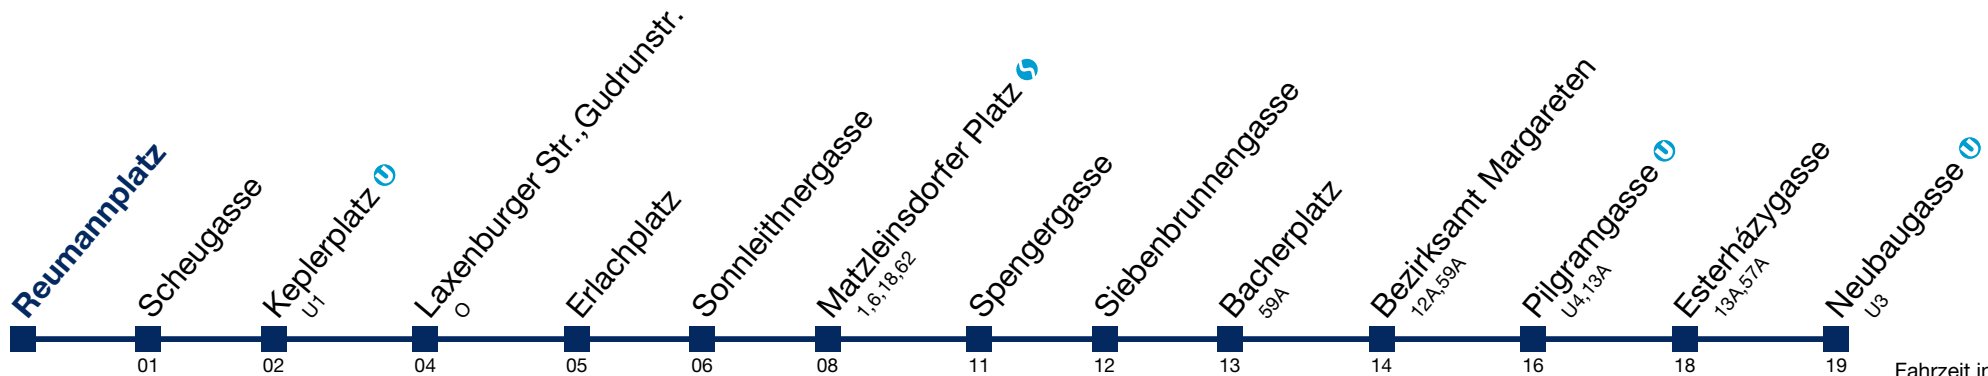 Reumannplatz
Scheugasse
01
Keplerplatz U
U1
02
Laxenburger Str.,Gudrunstr.
O
04
Erlachplatz
05
Sonnleithnergasse
06
Matzleinsdorfer Platz S
1,6,18,62
08
Spengergasse
11
Siebenbrunnengasse
12
Bacherplatz
59A
13
Bezirksamt Margareten
12A,59A
14
Pilgramgasse U
U4,13A
16
Esterházygasse
13A,57A
18
Neubaugasse U
U3
19
Fahrzeit